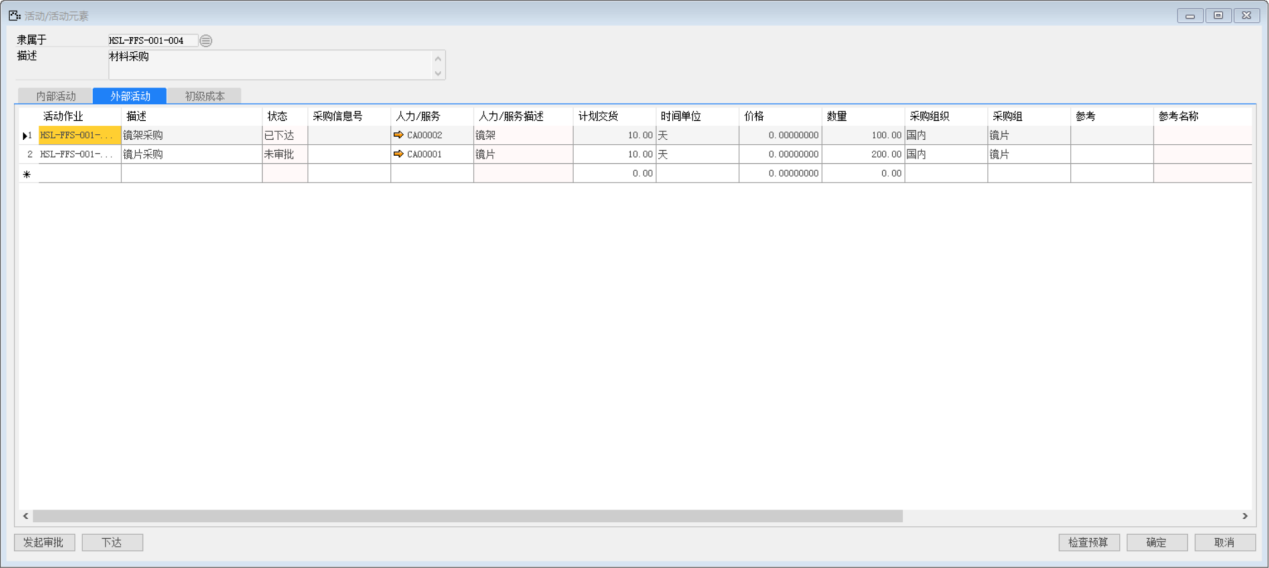 活动/活动元素
隶属于 HSL-FFS-001-004
描述 材料采购
内部活动 外部活动 初级成本
活动作业 描述 状态 采购信息号 人力/服务 人力/服务描述 计划交货 时间单位 价格 数量 采购组织 采购组 参考 参考名称
1 HSL-FFS-001-... 镜架采购 已下达 CA00002 镜架 10.00 天 0.00000000 100.00 国内 镜片
2 HSL-FFS-001-... 镜片采购 未审批 CA00001 镜片 10.00 天 0.00000000 200.00 国内 镜片
0.00 0.00000000 0.00
发起审批 下达 检查预算 确定 取消